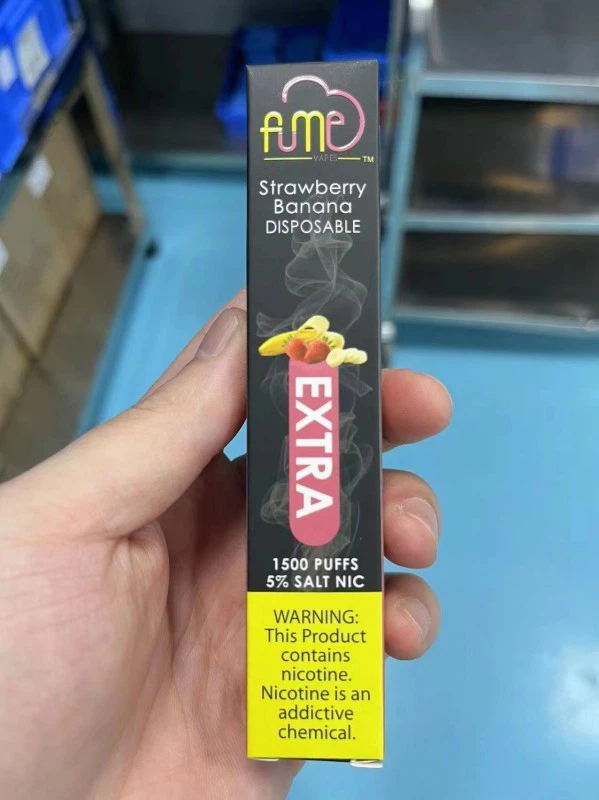 fume
VAPES TM
Strawberry
Banana
DISPOSABLE
EXTRA
1500 PUFFS
5% SALT NIC
WARNING:
This Product
contains
nicotine.
Nicotine is an
addictive
chemical.